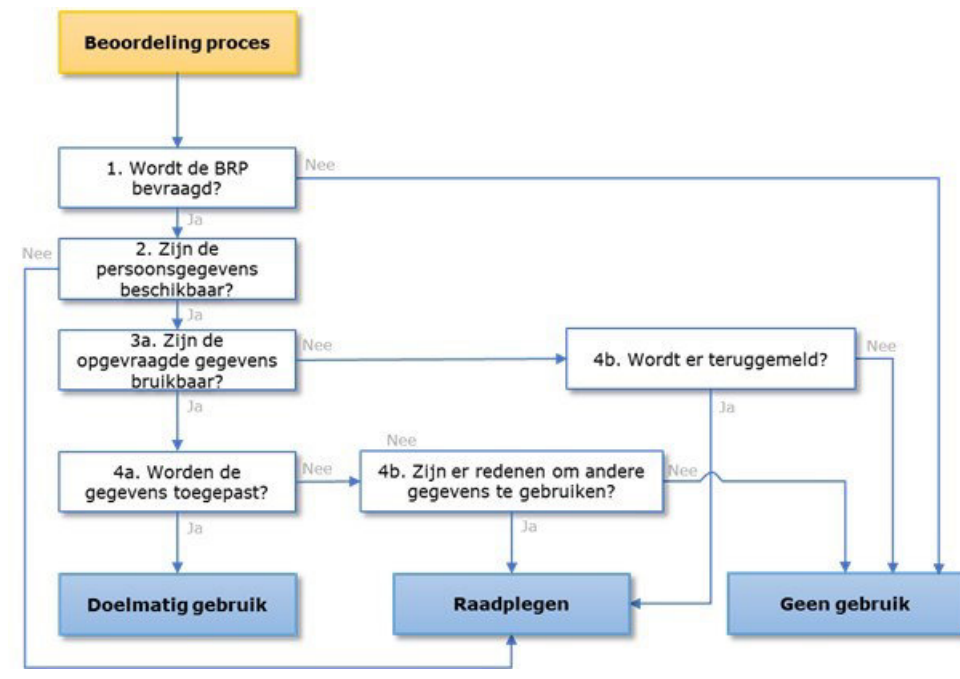 Beoordeling proces
1. Wordt de BRP
bevraagd?
Nee
Ja
Nee
2. Zijn de
persoonsgegevens
beschikbaar?
Ja
3a. Zijn de
opgevraagde gegevens
bruikbaar?
Nee
4b. Wordt er teruggemeld?
Nee
Ja
Ja
Nee
4a. Worden de
gegevens toegepast?
Nee
4b. Zijn er redenen om andere
gegevens te gebruiken?
Nee
Ja
Ja
Doelmatig gebruik
Raadplegen
Geen gebruik